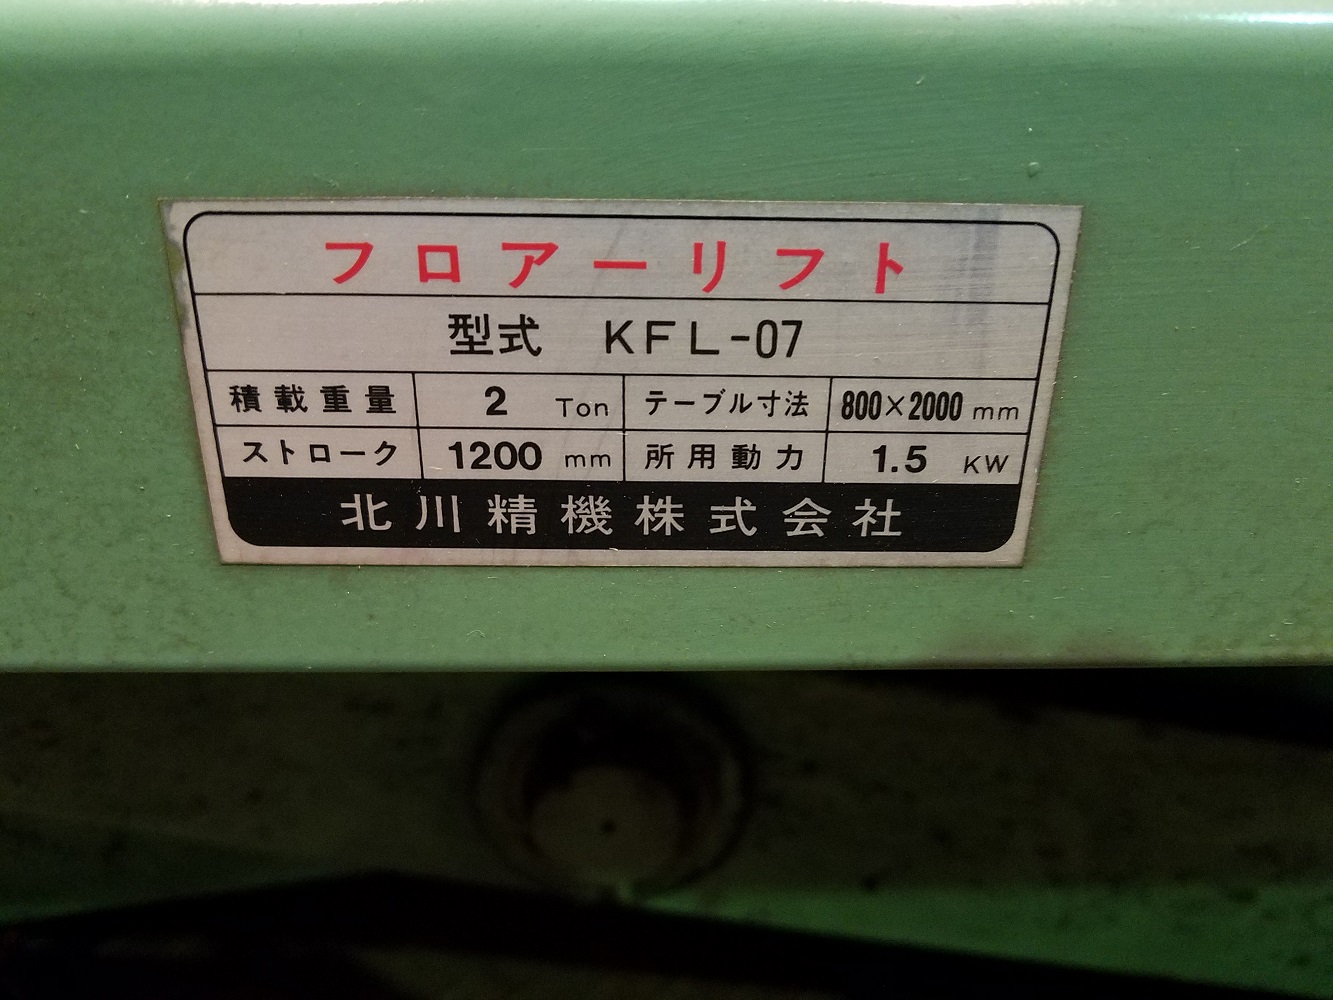 フロアーリフト
型式 KFL-07
積載重量 2 Ton テーブル寸法 800×2000 mm
ストローク 1200 mm 所用動力 1.5 KW
北川精機株式会社